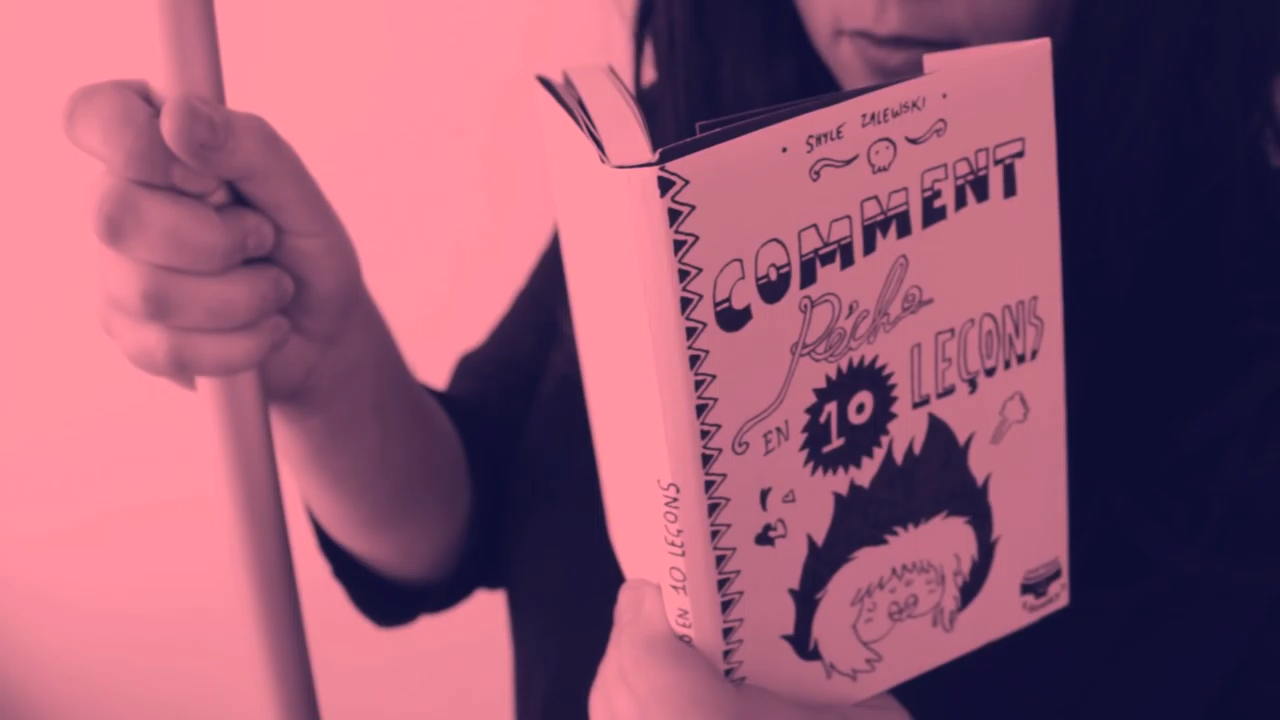 SHYLE ZALEWSKI
COMMENT
Pécho
EN 10 LEÇONS
EN 10 LEÇONS